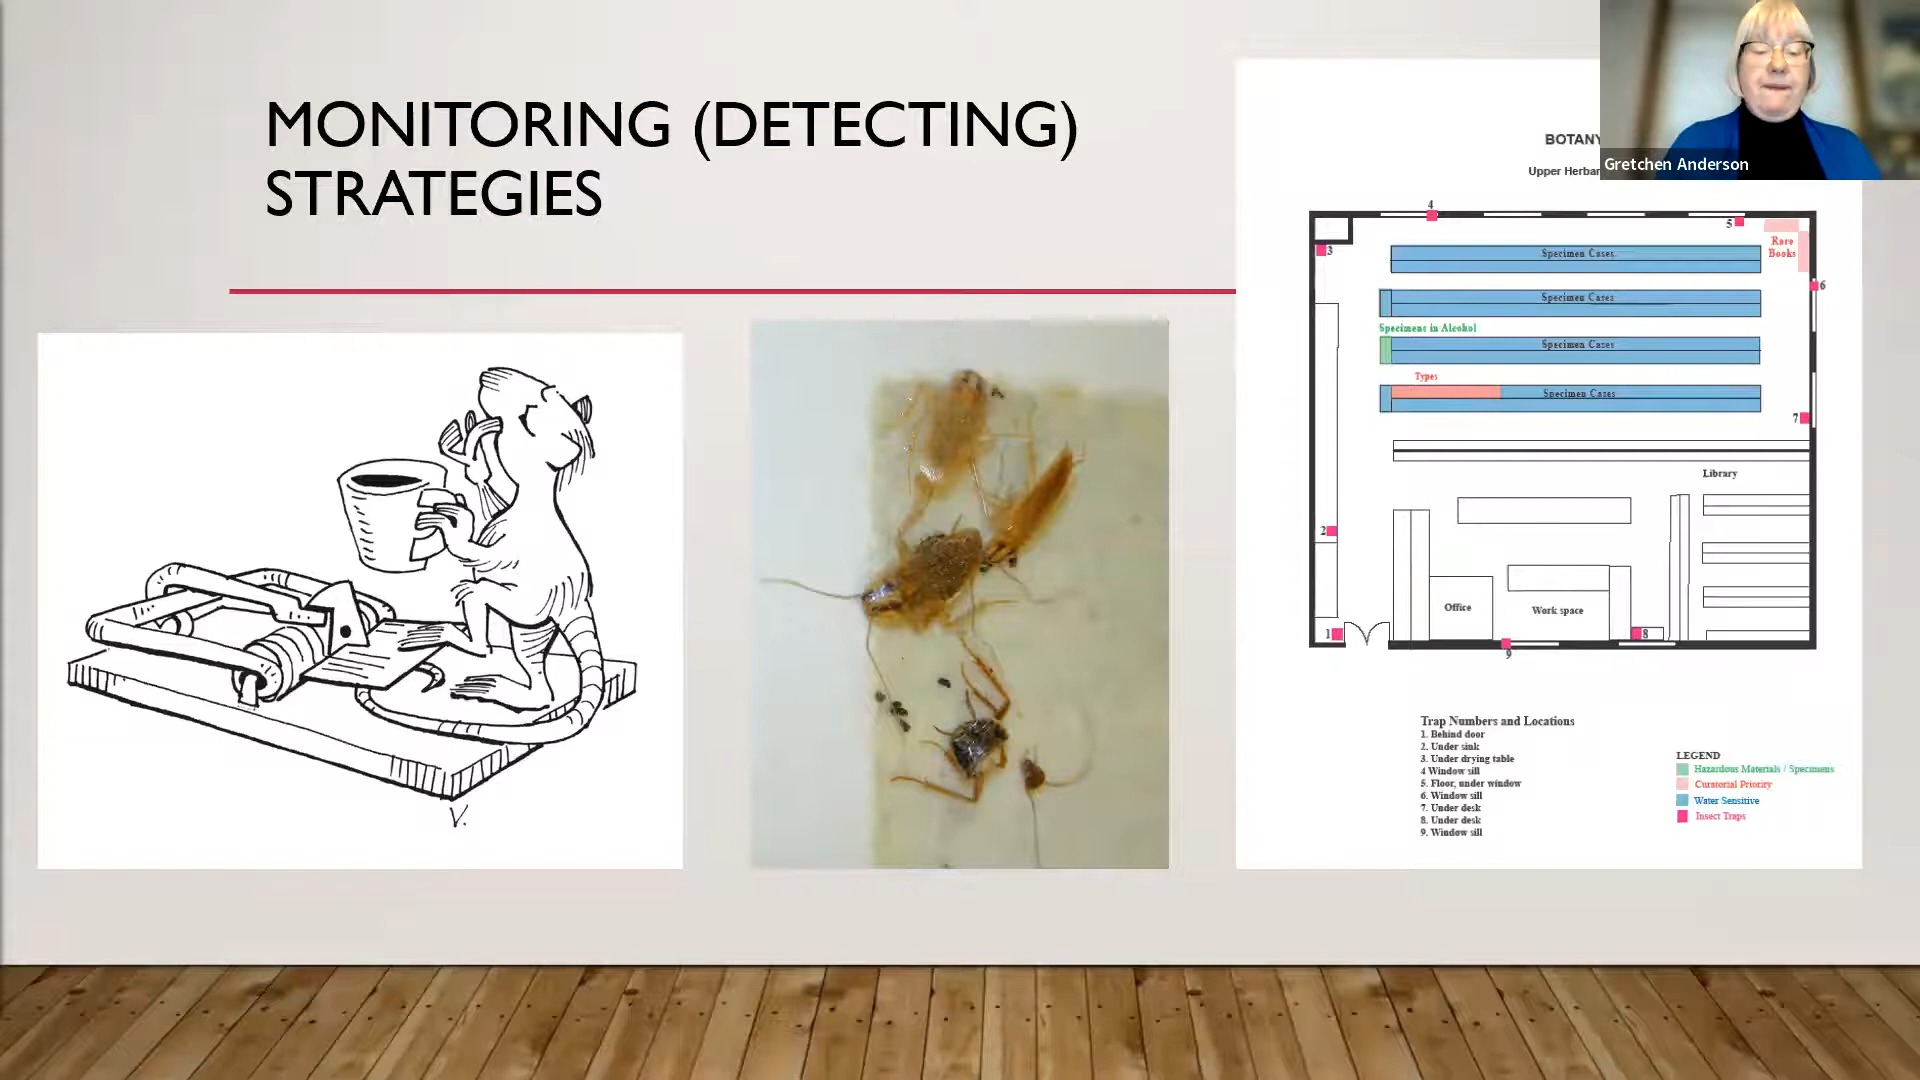 MONITORING (DETECTING)
STRATEGIES
V.
BOTANY
Upper
Gretchen Anderson
4
5
3
Rare
Books
Specimen Cases
6
Specimen Cases
Specimens in Alcohol
Specimen Cases
Types
Specimen Cases
7
Library
2
Office
Work space
1
8
9
Trap Numbers and Locations
1. Behind door
2. Under sink
3. Under drying table
4 Window sill
5. Floor, under window
6. Window sill
7. Under desk
8. Under desk
9. Window sill
LEGEND
Hazardous Materials / Specimens
Curatorial Priority
Water Sensitive
Insect Traps